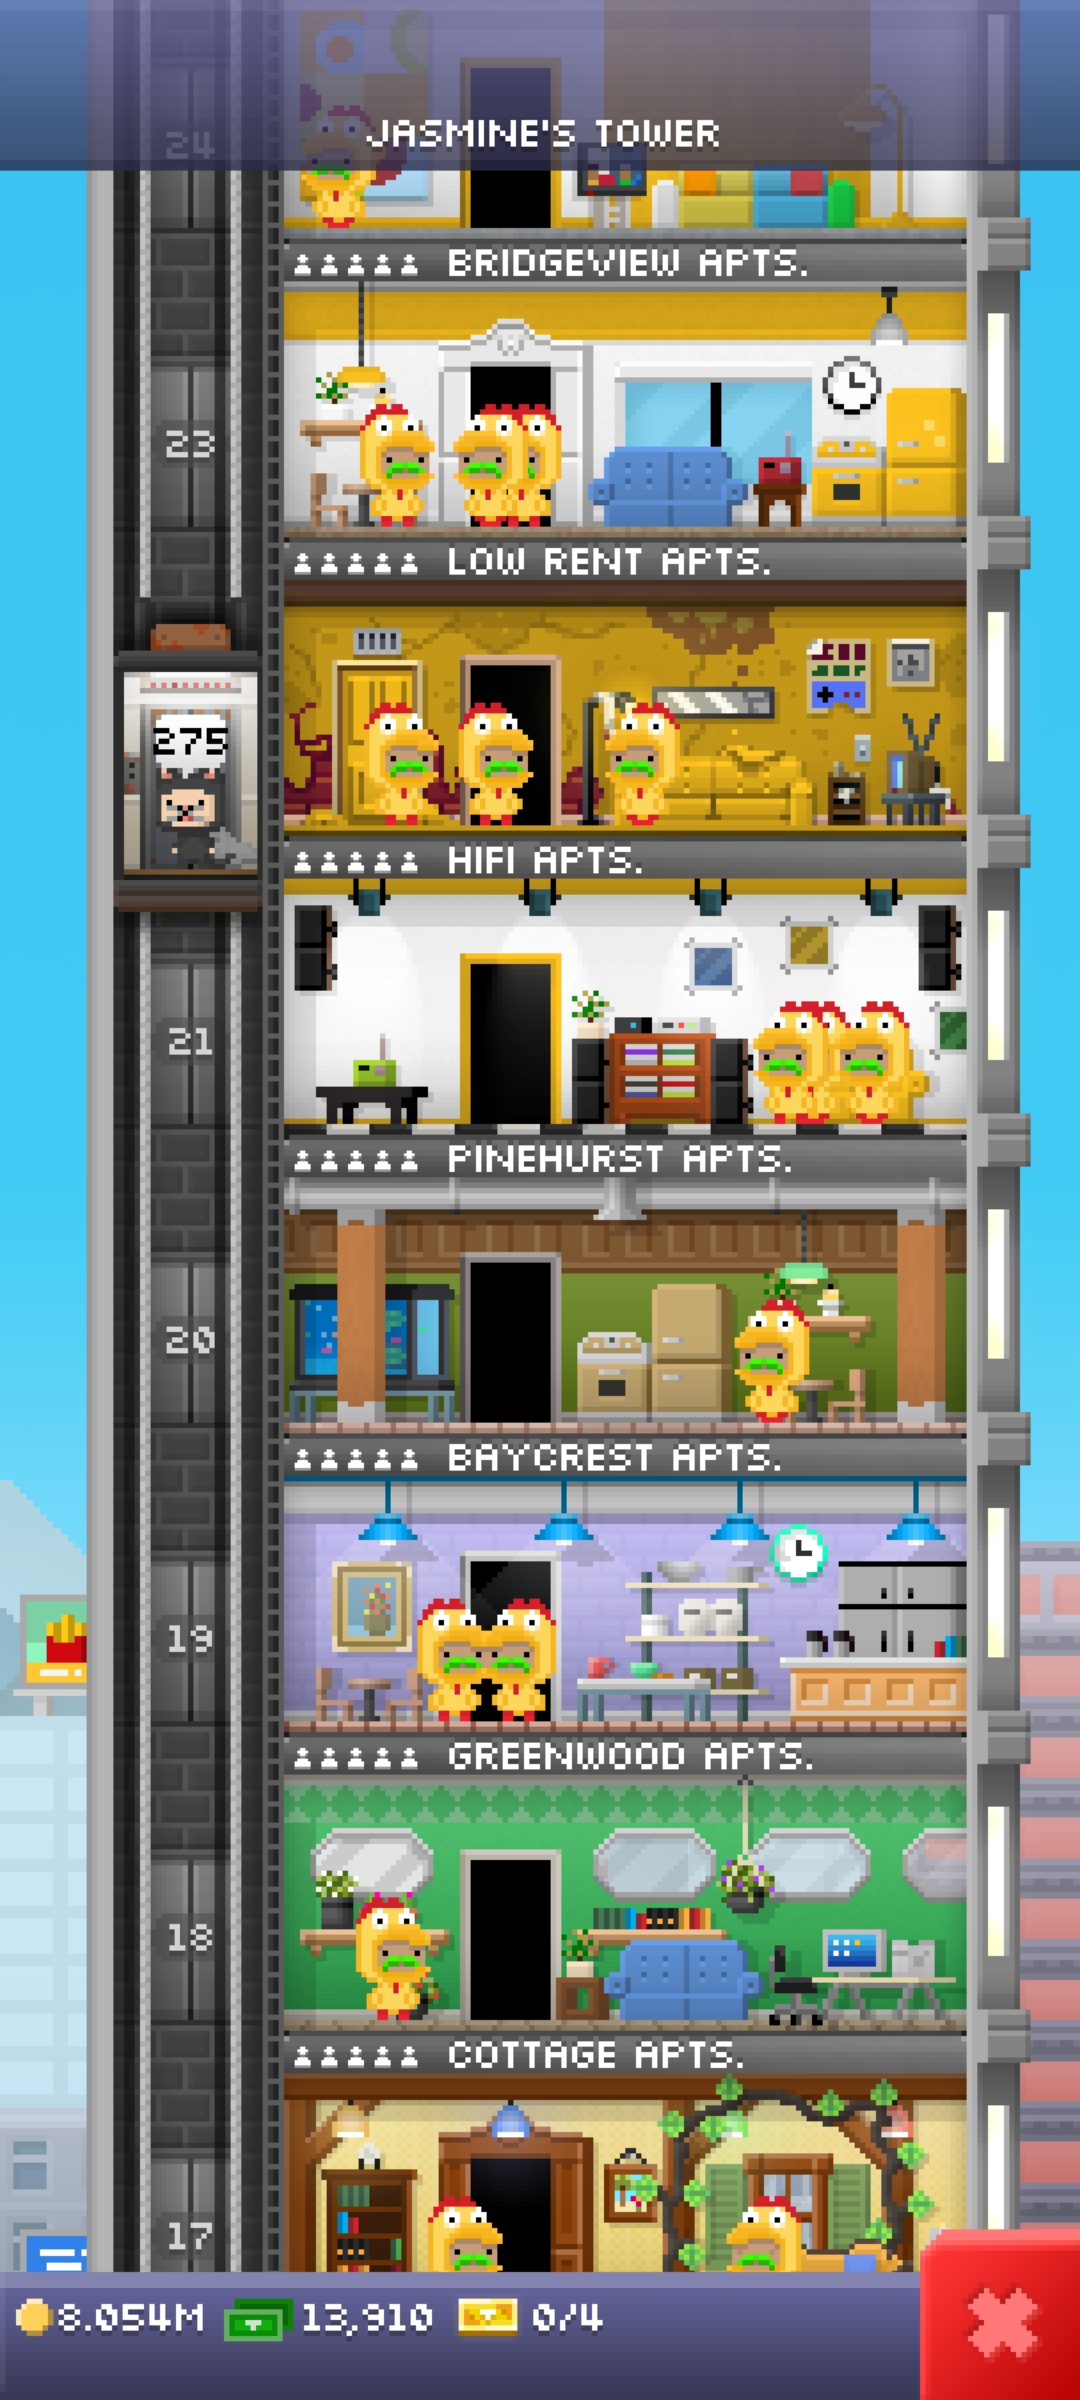 JASMINE'S TOWER
24
BRIDGEVIEW APTS.
23
LOW RENT APTS.
275
HIFI APTS.
21
PINEHURST APTS.
20
BAYCREST APTS.
19
GREENWOOD APTS.
18
COTTAGE APTS.
17
8.054M 13,910 0/4